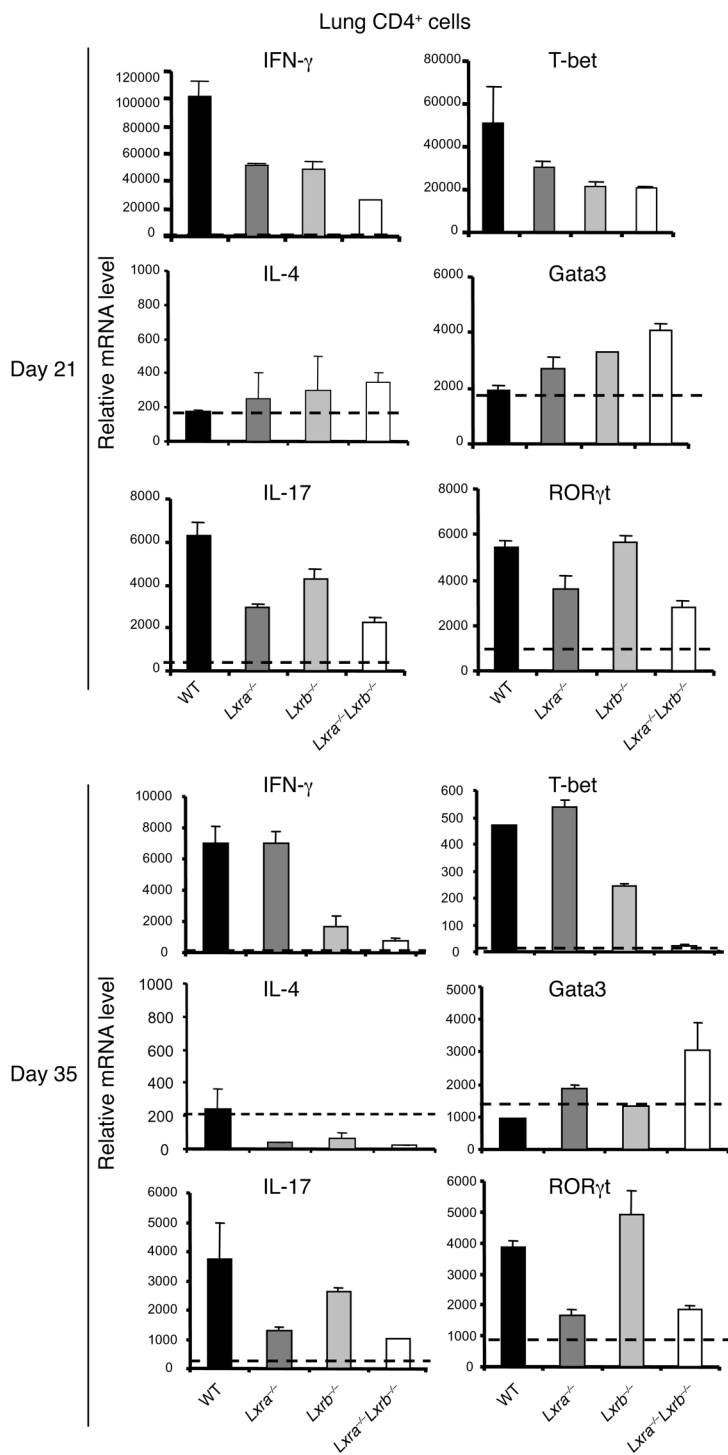 Lung CD4⁺ cells
IFN-γ
T-bet
120000
100000
80000
60000
40000
20000
0
80000
60000
40000
20000
0
IL-4
Gata3
1000
800
600
400
200
0
6000
4000
2000
0
Day 21
Relative mRNA level
IL-17
RORγt
8000
6000
4000
2000
0
8000
6000
4000
2000
0
WT
Lxra⁻/⁻
Lxrb⁻/⁻
Lxra⁻/⁻Lxrb⁻/⁻
WT
Lxra⁻/⁻
Lxrb⁻/⁻
Lxra⁻/⁻Lxrb⁻/⁻
IFN-γ
T-bet
10000
8000
6000
4000
2000
0
600
500
400
300
200
100
0
IL-4
Gata3
1000
800
600
400
200
0
5000
4000
3000
2000
1000
0
Day 35
Relative mRNA level
IL-17
RORγt
6000
5000
4000
3000
2000
1000
0
6000
5000
4000
3000
2000
1000
0
WT
Lxra⁻/⁻
Lxrb⁻/⁻
Lxra⁻/⁻Lxrb⁻/⁻
WT
Lxra⁻/⁻
Lxrb⁻/⁻
Lxra⁻/⁻Lxrb⁻/⁻